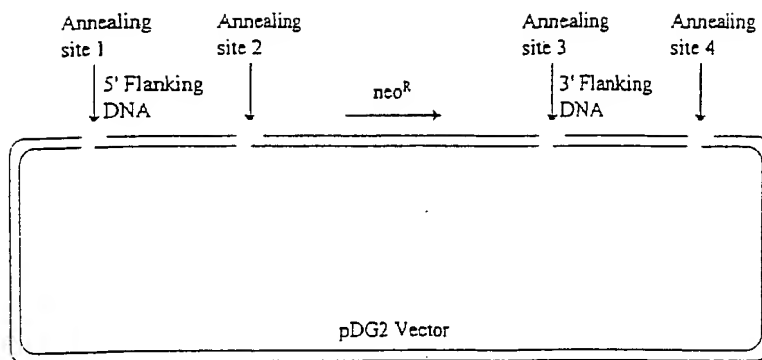 Annealing
site 1
Annealing
site 2
Annealing
site 3
Annealing
site 4
5' Flanking
DNA
neoᴿ
3' Flanking
DNA
pDG2 Vector